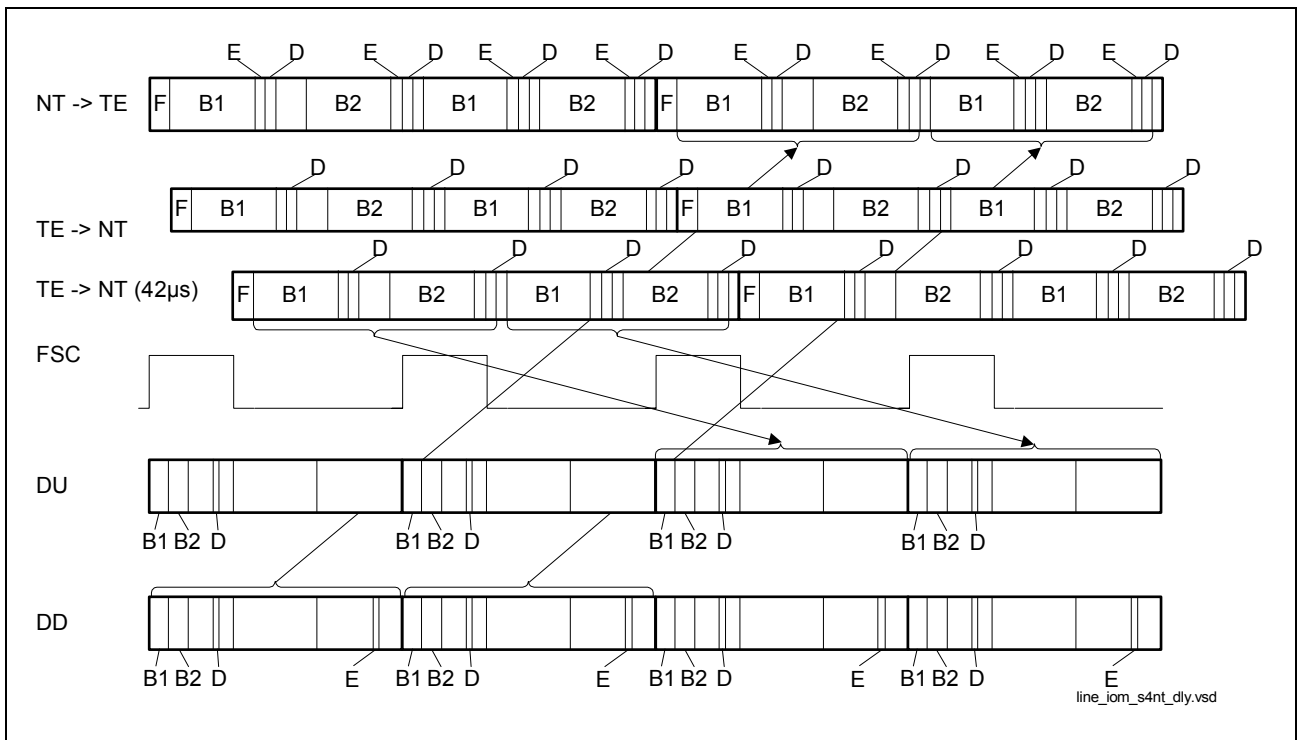 E D E D E D E D E D E D E D E D
NT -> TE F B1 B2 B1 B2 F B1 B2 B1 B2
D D D D D D D D
F B1 B2 B1 B2 F B1 B2 B1 B2
TE -> NT
D D D D D D D D
TE -> NT (42µs) F B1 B2 B1 B2 F B1 B2 B1 B2
FSC
DU
B1 B2 D B1 B2 D B1 B2 D B1 B2 D
DD
B1 B2 D E B1 B2 D E B1 B2 D E B1 B2 D E
line_iom_s4nt_dly.vsd